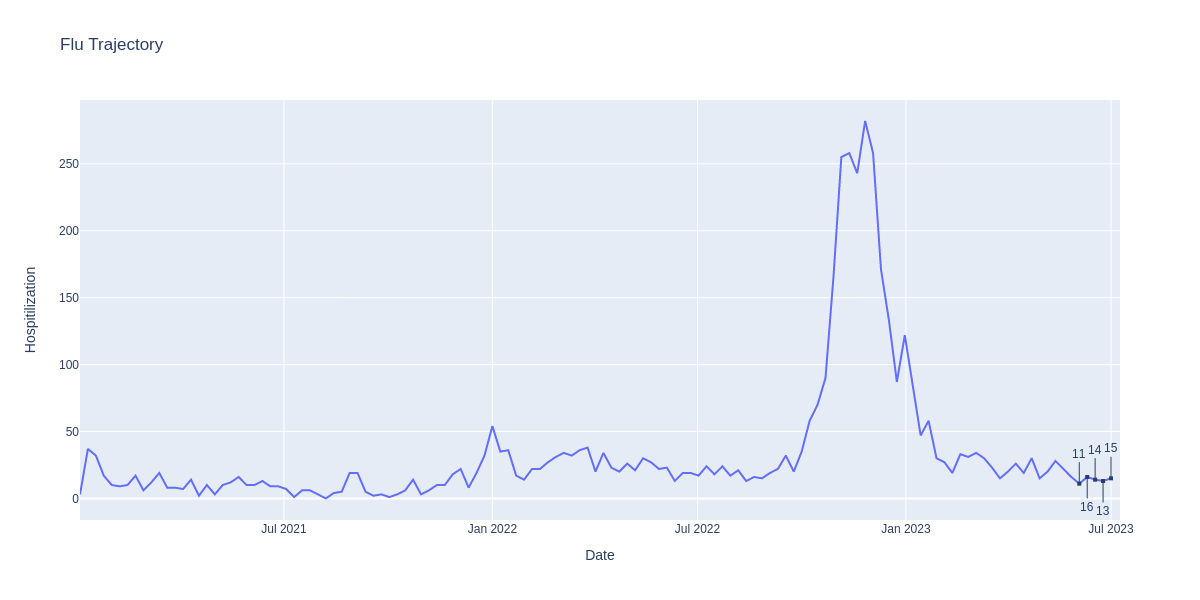 Flu Trajectory
250
200
150
100
50
0
Hospitilization
11
16
14
13
15
Jul 2021
Jan 2022
Jul 2022
Jan 2023
Jul 2023
Date